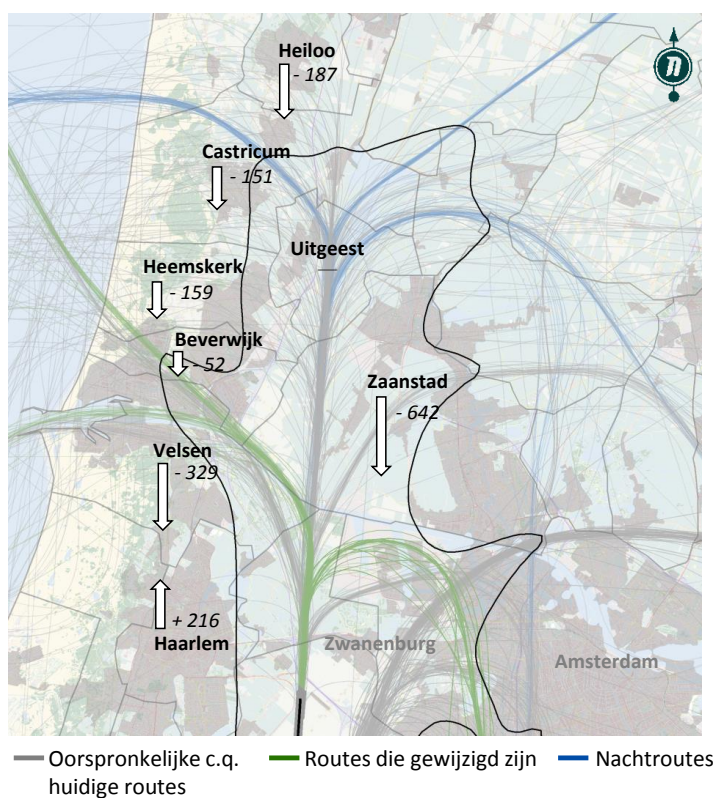 Heiloo
- 187
Castricum
- 151
Uitgeest
Heemskerk
- 159
Beverwijk
- 52
Zaanstad
- 642
Velsen
- 329
+ 216
Haarlem
Zwanenburg
Amsterdam
Oorspronkelijke c.q.
huidige routes
Routes die gewijzigd zijn
Nachtroutes